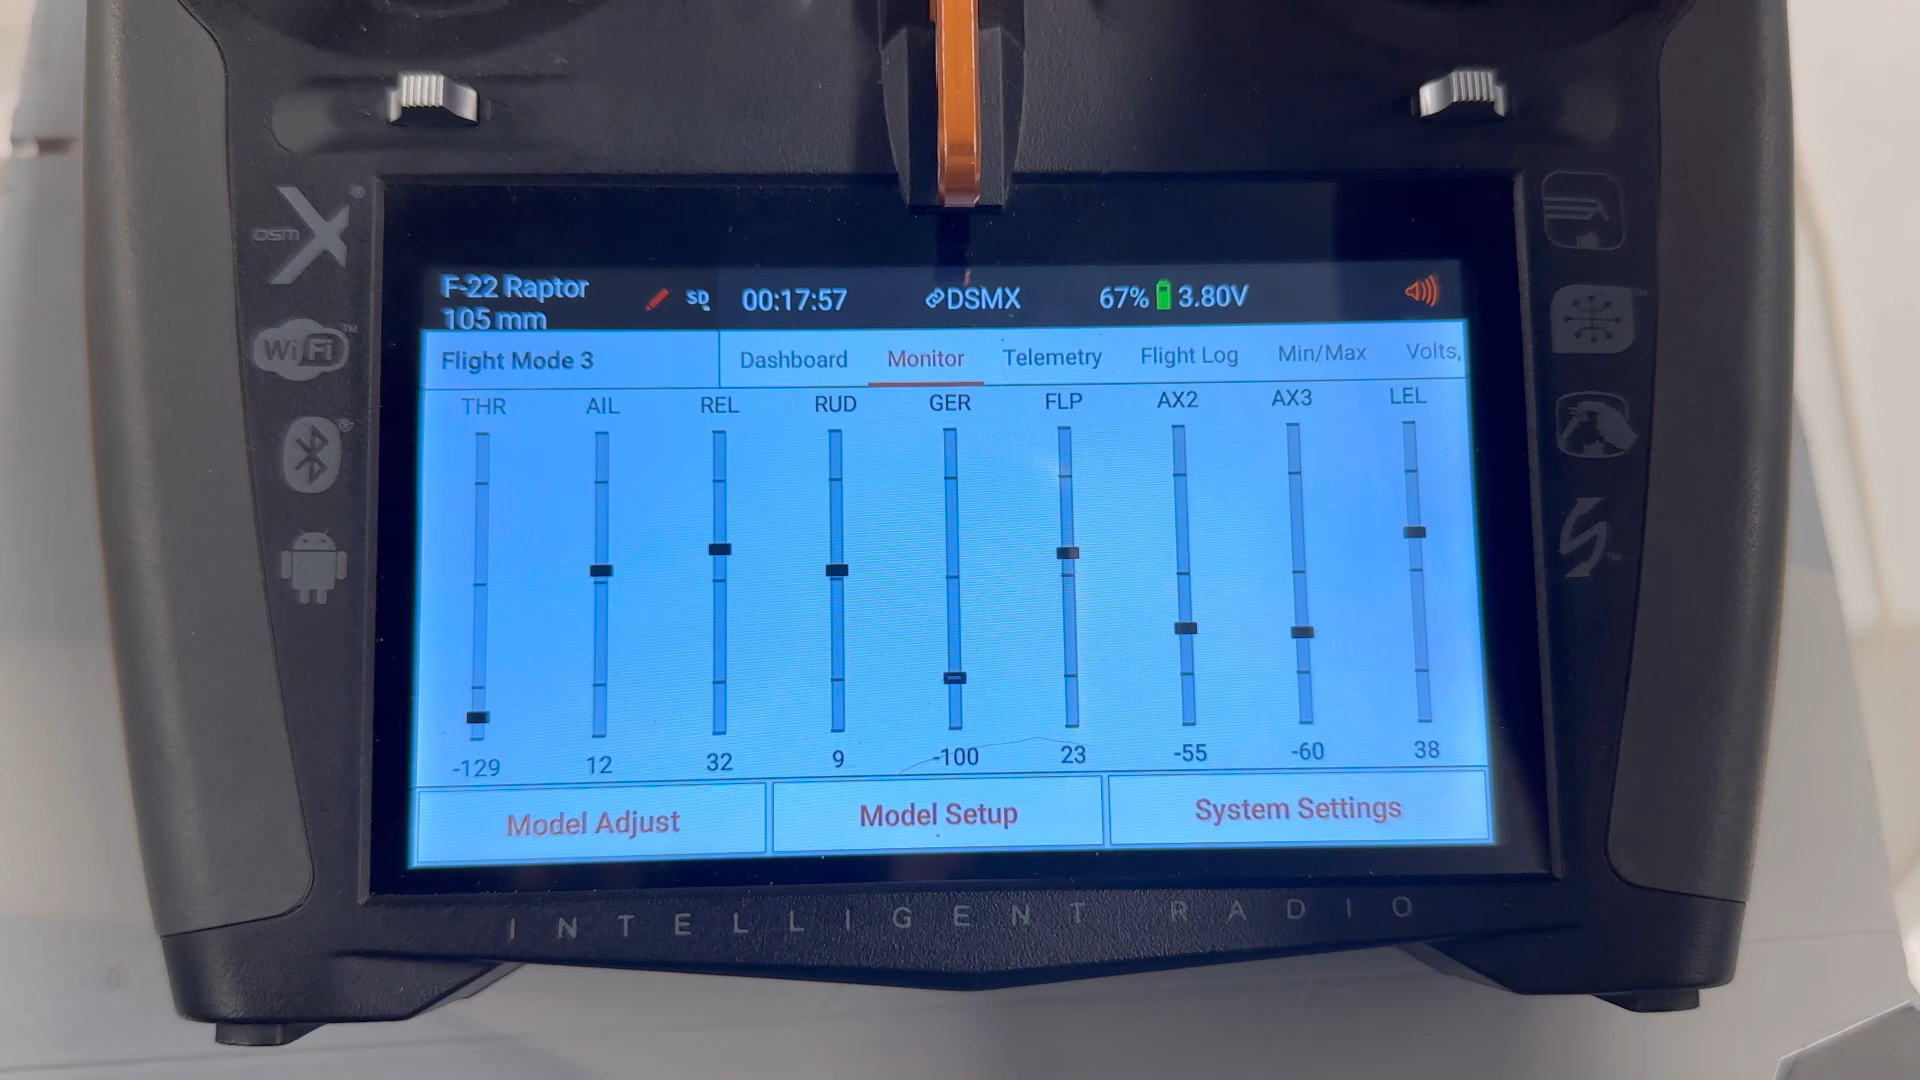 DSM X ®
WiFi ™
F-22 Raptor
105 mm
SD
00:17:57
DSMX
67% 3.80V
Flight Mode 3
Dashboard Monitor Telemetry Flight Log Min/Max Volts,
THR AIL REL RUD GER FLP AX2 AX3 LEL
-129 12 32 9 -100 23 -55 -60 38
Model Adjust Model Setup System Settings
INTELLIGENT RADIO